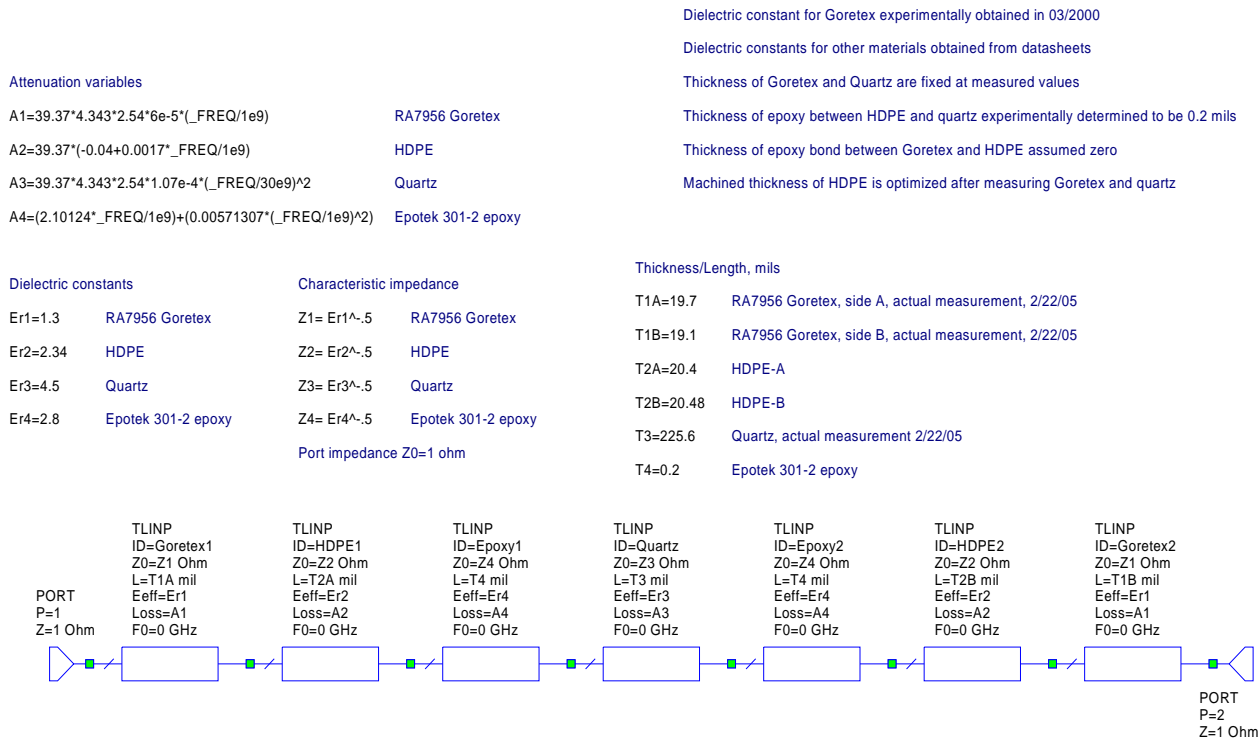 Dielectric constant for Goretex experimentally obtained in 03/2000
Dielectric constants for other materials obtained from datasheets
Attenuation variables
Thickness of Goretex and Quartz are fixed at measured values
A1=39.37*4.343*2.54*6e-5*(_FREQ/1e9) RA7956 Goretex
Thickness of epoxy between HDPE and quartz experimentally determined to be 0.2 mils
A2=39.37*(-0.04+0.0017*_FREQ/1e9) HDPE
Thickness of epoxy bond between Goretex and HDPE assumed zero
A3=39.37*4.343*2.54*1.07e-4*(_FREQ/30e9)^2 Quartz
Machined thickness of HDPE is optimized after measuring Goretex and quartz
A4=(2.10124*_FREQ/1e9)+(0.00571307*(_FREQ/1e9)^2) Epotek 301-2 epoxy
Dielectric constants
Er1=1.3 RA7956 Goretex
Er2=2.34 HDPE
Er3=4.5 Quartz
Er4=2.8 Epotek 301-2 epoxy
Characteristic impedance
Z1= Er1^-.5 RA7956 Goretex
Z2= Er2^-.5 HDPE
Z3= Er3^-.5 Quartz
Z4= Er4^-.5 Epotek 301-2 epoxy
Port impedance Z0=1 ohm
Thickness/Length, mils
T1A=19.7 RA7956 Goretex, side A, actual measurement, 2/22/05
T1B=19.1 RA7956 Goretex, side B, actual measurement, 2/22/05
T2A=20.4 HDPE-A
T2B=20.48 HDPE-B
T3=225.6 Quartz, actual measurement 2/22/05
T4=0.2 Epotek 301-2 epoxy
PORT
P=1
Z=1 Ohm
TLINP
ID=Goretex1
Z0=Z1 Ohm
L=T1A mil
Eeff=Er1
Loss=A1
F0=0 GHz
TLINP
ID=HDPE1
Z0=Z2 Ohm
L=T2A mil
Eeff=Er2
Loss=A2
F0=0 GHz
TLINP
ID=Epoxy1
Z0=Z4 Ohm
L=T4 mil
Eeff=Er4
Loss=A4
F0=0 GHz
TLINP
ID=Quartz
Z0=Z3 Ohm
L=T3 mil
Eeff=Er3
Loss=A3
F0=0 GHz
TLINP
ID=Epoxy2
Z0=Z4 Ohm
L=T4 mil
Eeff=Er4
Loss=A4
F0=0 GHz
TLINP
ID=HDPE2
Z0=Z2 Ohm
L=T2B mil
Eeff=Er2
Loss=A2
F0=0 GHz
TLINP
ID=Goretex2
Z0=Z1 Ohm
L=T1B mil
Eeff=Er1
Loss=A1
F0=0 GHz
PORT
P=2
Z=1 Ohm